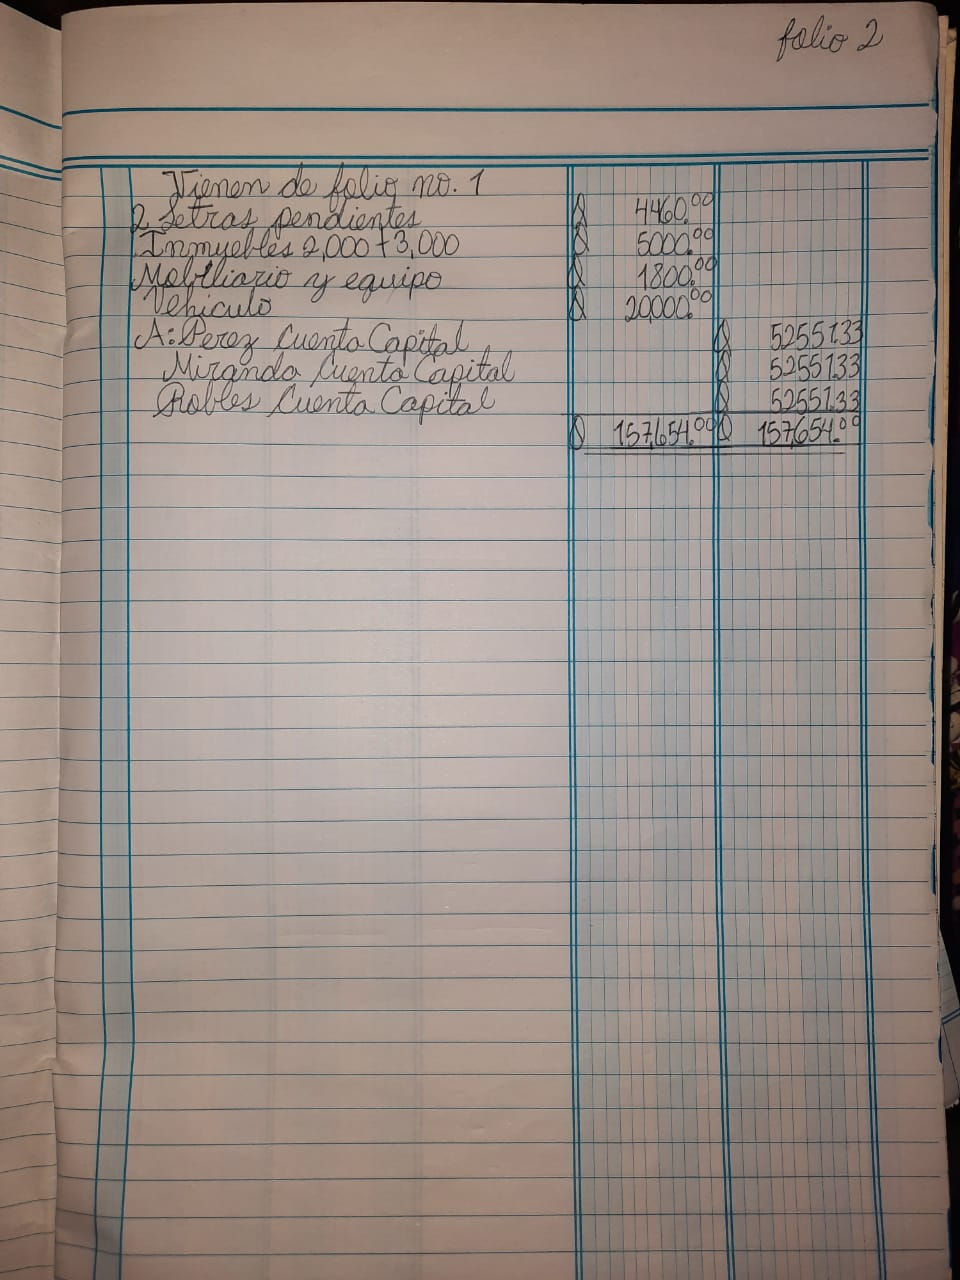 folio 2
Vienen de folio no. 1
2 Letras pendientes Q 4460.00
Inmuebles 2,000 + 3,000 Q 5000.00
Mobiliario y equipo Q 1800.00
Vehiculo Q 20,000.00
A: Perez Cuenta Capital Q 52551.33
Miranda Cuenta Capital Q 52551.33
Robles Cuenta Capital Q 52551.33
Q 157,654.00 Q 157,654.00